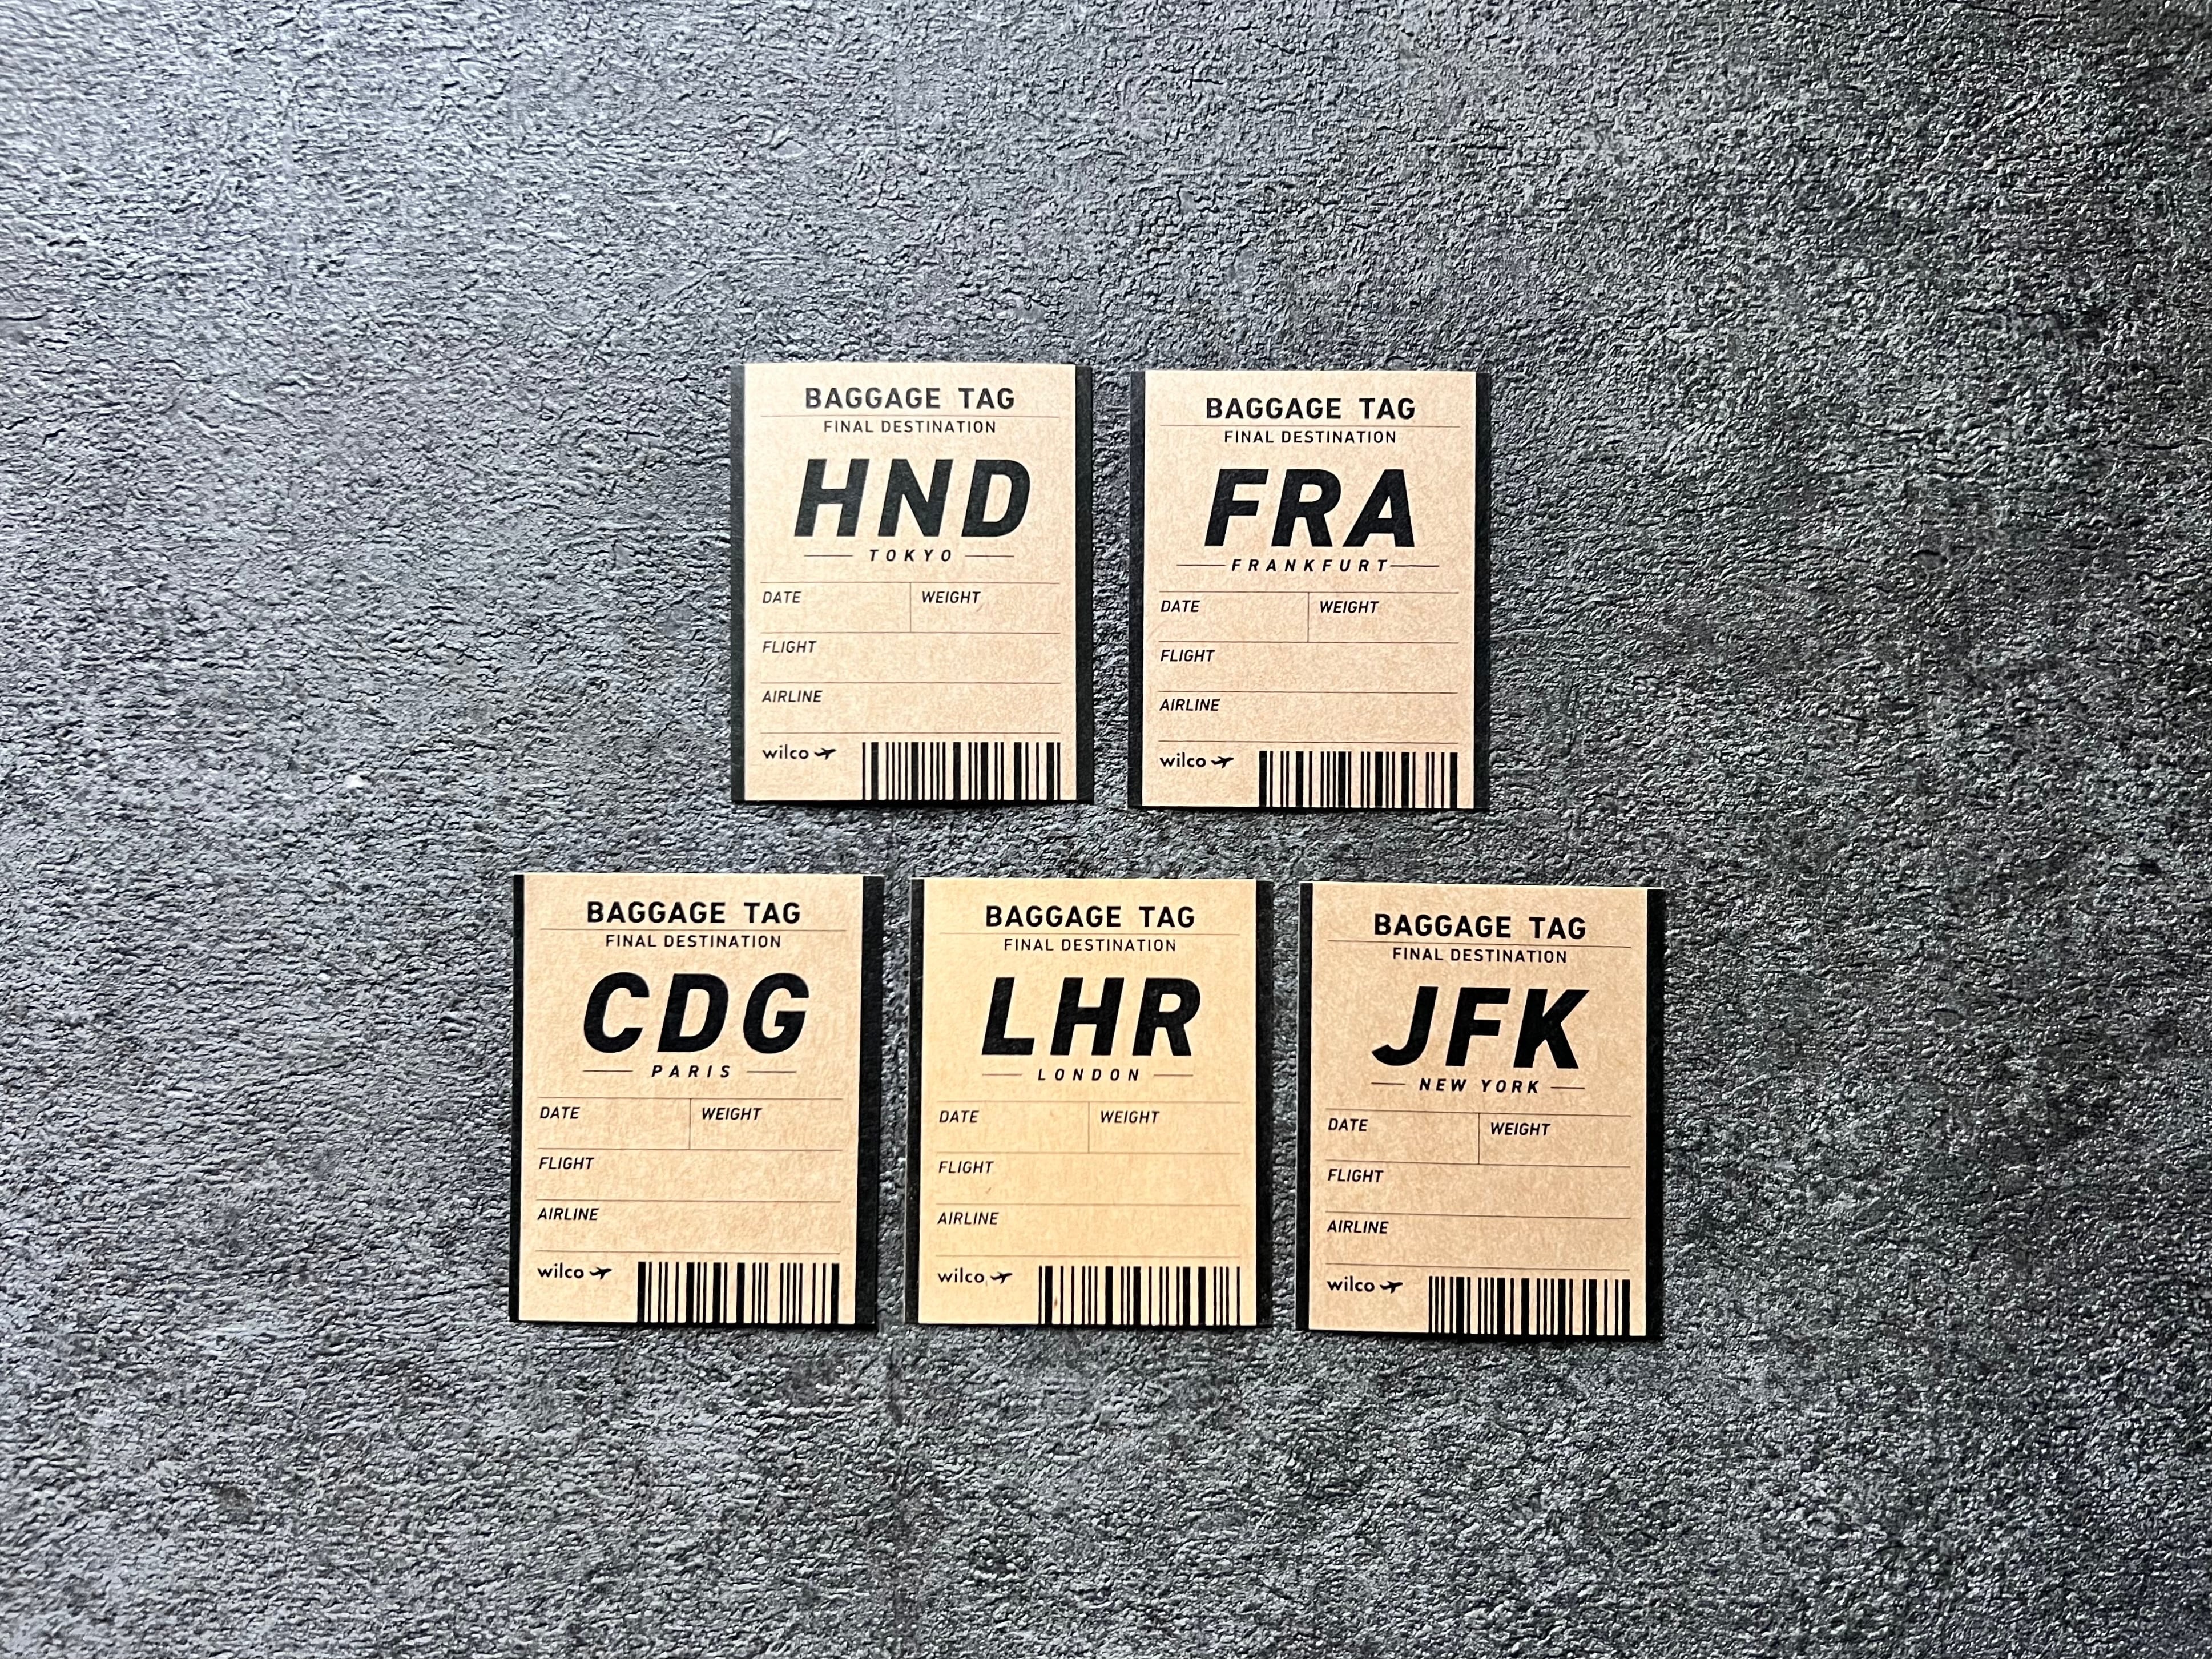 BAGGAGE TAG
FINAL DESTINATION
HND
TOKYO
DATE WEIGHT
FLIGHT
AIRLINE
wilco
BAGGAGE TAG
FINAL DESTINATION
FRA
FRANKFURT
DATE WEIGHT
FLIGHT
AIRLINE
wilco
BAGGAGE TAG
FINAL DESTINATION
CDG
PARIS
DATE WEIGHT
FLIGHT
AIRLINE
wilco
BAGGAGE TAG
FINAL DESTINATION
LHR
LONDON
DATE WEIGHT
FLIGHT
AIRLINE
wilco
BAGGAGE TAG
FINAL DESTINATION
JFK
NEW YORK
DATE WEIGHT
FLIGHT
AIRLINE
wilco